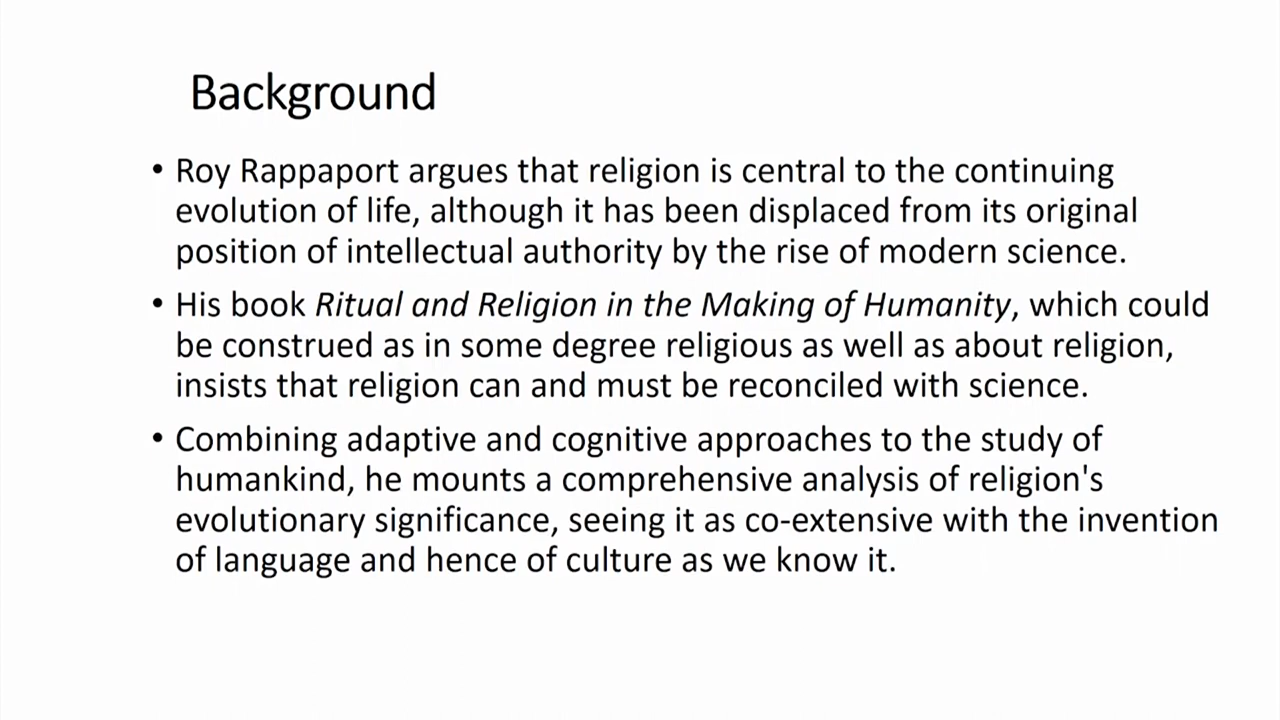 Background
• Roy Rappaport argues that religion is central to the continuing
evolution of life, although it has been displaced from its original
position of intellectual authority by the rise of modern science.
• His book Ritual and Religion in the Making of Humanity, which could
be construed as in some degree religious as well as about religion,
insists that religion can and must be reconciled with science.
• Combining adaptive and cognitive approaches to the study of
humankind, he mounts a comprehensive analysis of religion's
evolutionary significance, seeing it as co-extensive with the invention
of language and hence of culture as we know it.